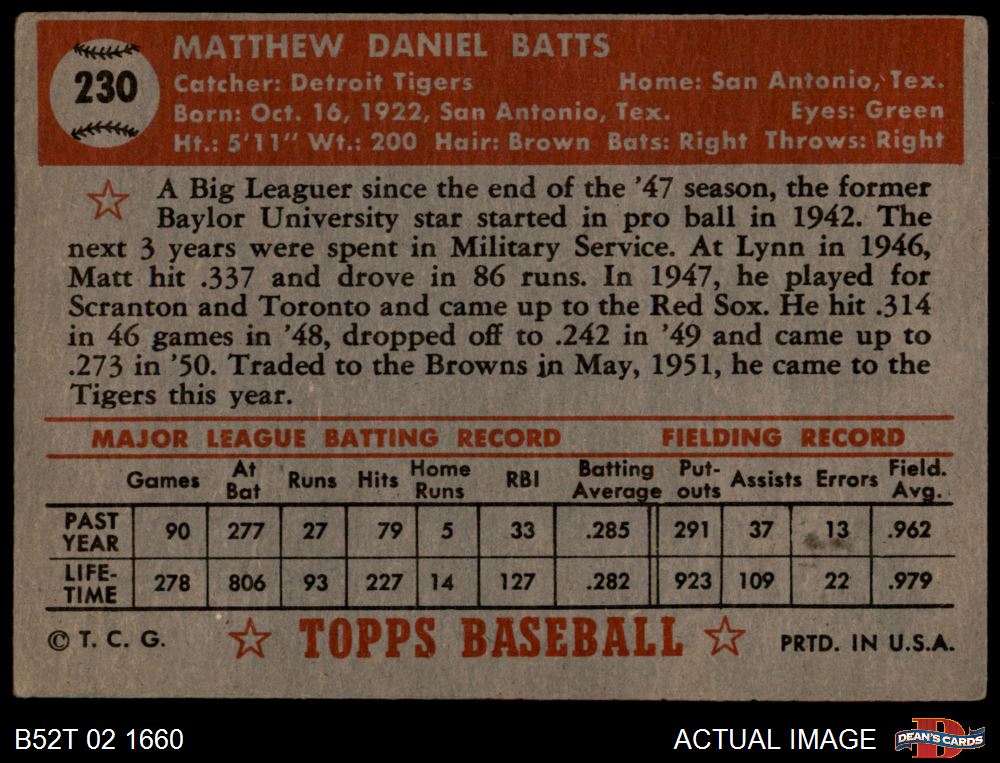 230
MATTHEW DANIEL BATTS
Catcher: Detroit Tigers Home: San Antonio, Tex.
Born: Oct. 16, 1922, San Antonio, Tex. Eyes: Green
Ht.: 5'11" Wt.: 200 Hair: Brown Bats: Right Throws: Right
A Big Leaguer since the end of the '47 season, the former
Baylor University star started in pro ball in 1942. The
next 3 years were spent in Military Service. At Lynn in 1946,
Matt hit .337 and drove in 86 runs. In 1947, he played for
Scranton and Toronto and came up to the Red Sox. He hit .314
in 46 games in '48, dropped off to .242 in '49 and came up to
.273 in '50. Traded to the Browns in May, 1951, he came to the
Tigers this year.
MAJOR LEAGUE BATTING RECORD FIELDING RECORD
Games At Bat Runs Hits Home Runs RBI Batting Average Put-outs Assists Errors Field. Avg.
PAST YEAR 90 277 27 79 5 33 .285 291 37 13 .962
LIFE-TIME 278 806 93 227 14 127 .282 923 109 22 .979
© T. C. G. TOPPS BASEBALL PRTD. IN U.S.A.
B52T 02 1660 ACTUAL IMAGE DEAN'S CARDS